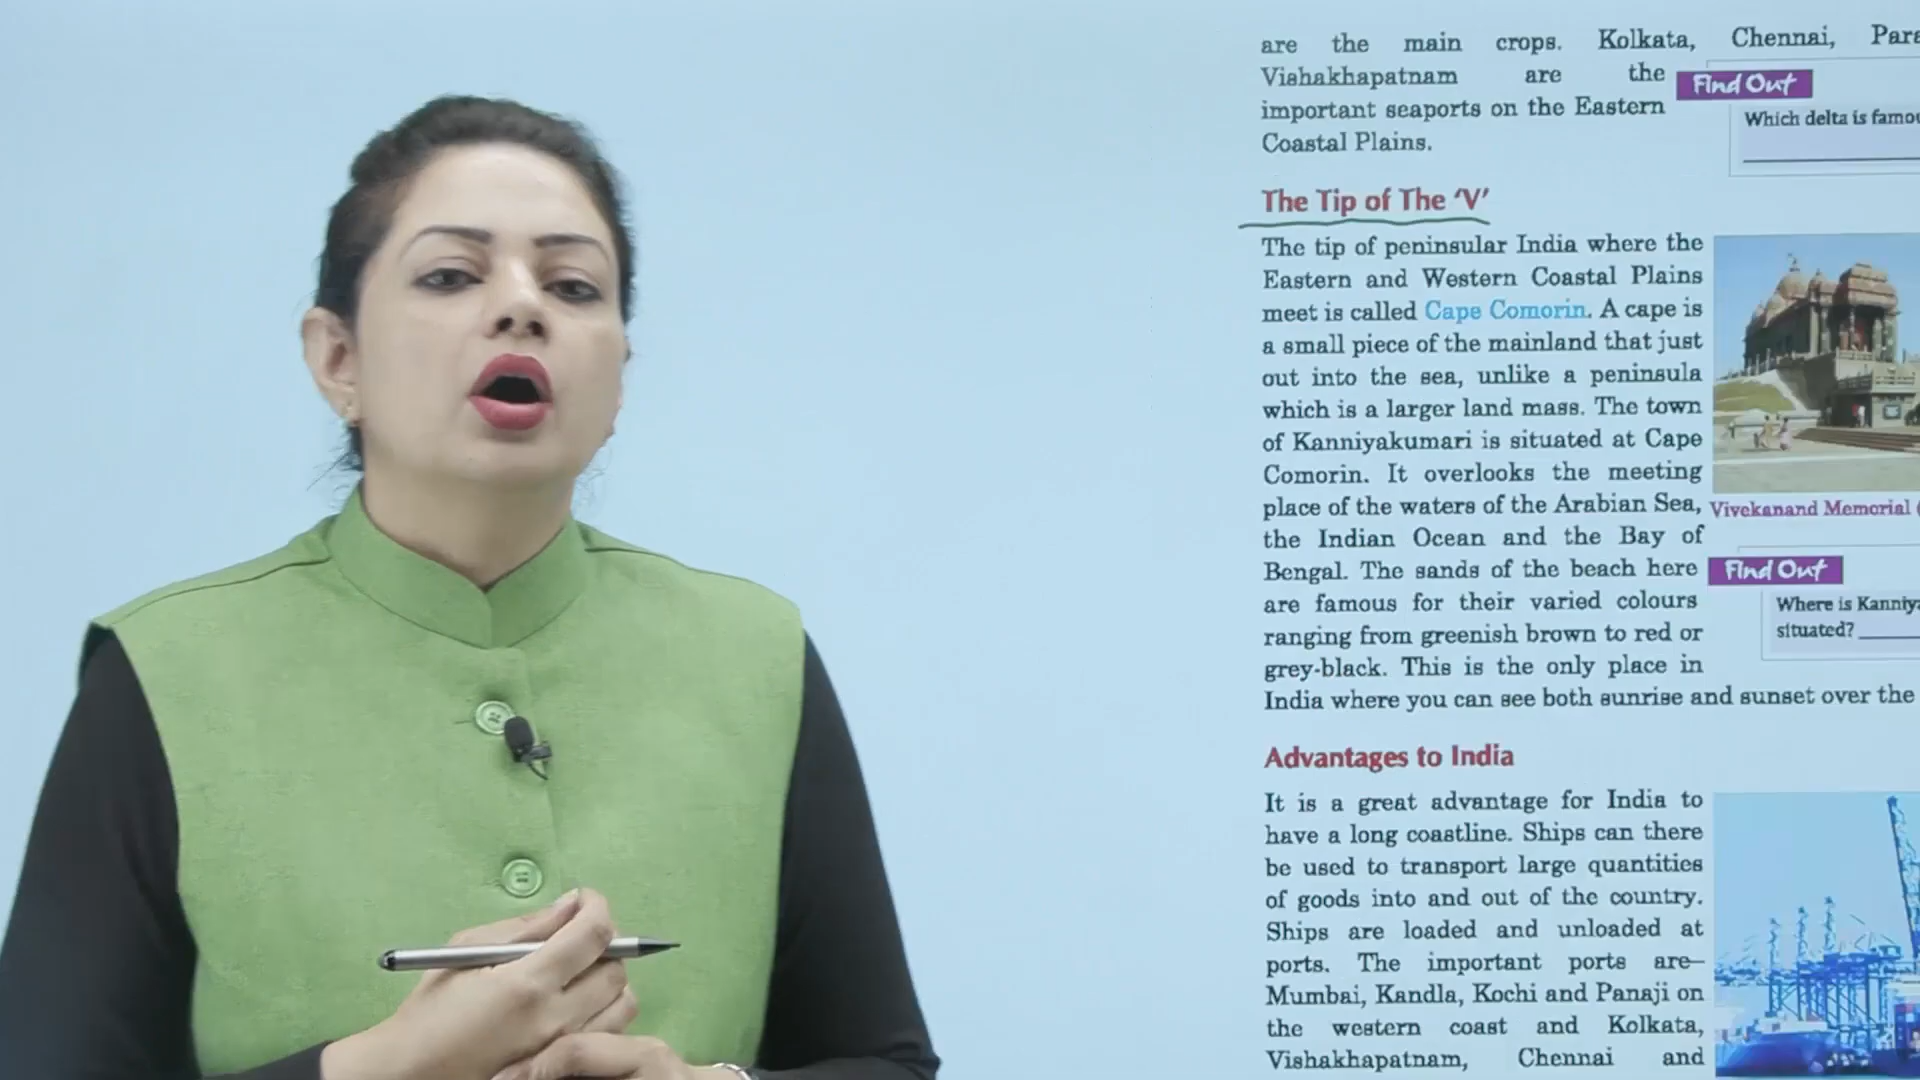 are the main crops. Kolkata, Chennai,
Vishakhapatnam are the
important seaports on the Eastern
Coastal Plains.
Find Out
Which delta is
The Tip of The ‘V’
The tip of peninsular India where the
Eastern and Western Coastal Plains
meet is called Cape Comorin. A cape is
a small piece of the mainland that just
out into the sea, unlike a peninsula
which is a larger land mass. The town
of Kanniyakumari is situated at Cape
Comorin. It overlooks the meeting
place of the waters of the Arabian Sea,
the Indian Ocean and the Bay of
Bengal. The sands of the beach here
are famous for their varied colours
ranging from greenish brown to red or
grey-black. This is the only place in
India where you can see both sunrise and sunset over the
Vivekanand Memorial
Find Out
Where is
situated?
Advantages to India
It is a great advantage for India to
have a long coastline. Ships can there
be used to transport large quantities
of goods into and out of the country.
Ships are loaded and unloaded at
ports. The important ports are—
Mumbai, Kandla, Kochi and Panaji on
the western coast and Kolkata,
Vishakhapatnam, Chennai and